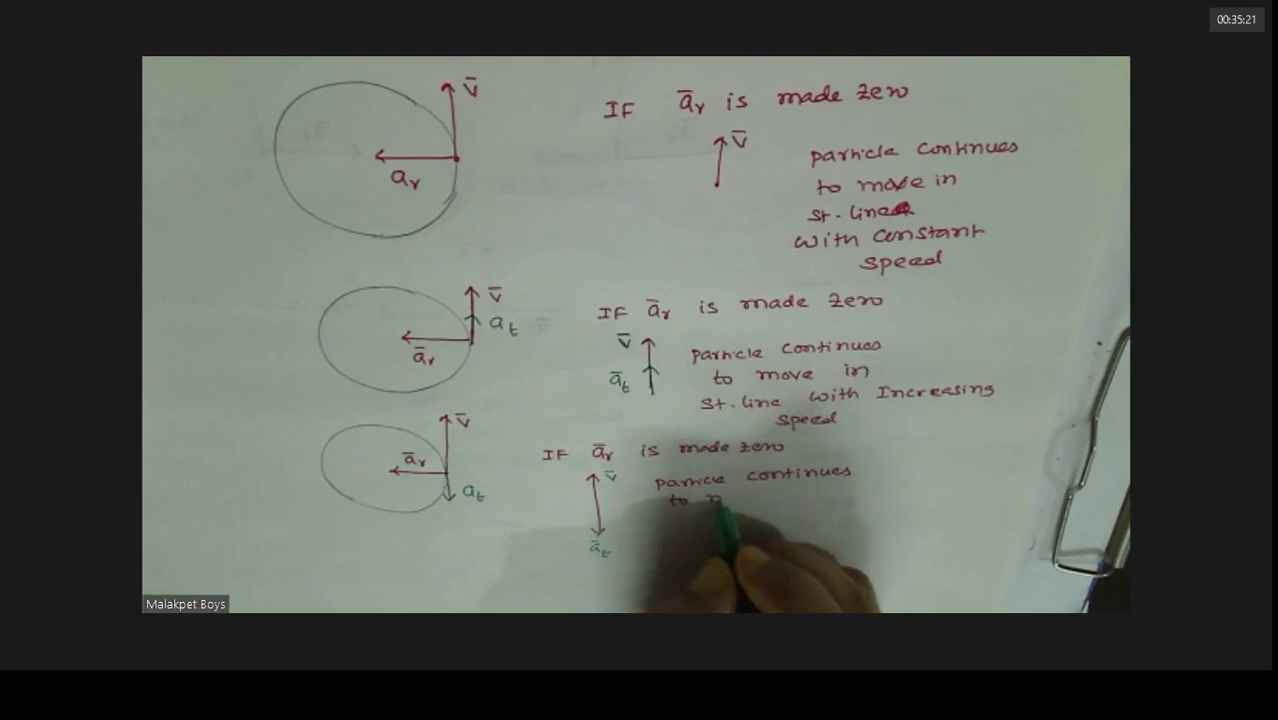 00:35:21
v̄
IF ār is made zero
ar
v̄
particle continues
to move in
st. line
with constant
speed
v̄
at
ār
IF ār is made zero
v̄
āt
particle continues
to move in
st. line with Increasing
speed
v̄
ār
at
IF ār is made zero
v̄
āt
particle continues
to
Malakpet Boys